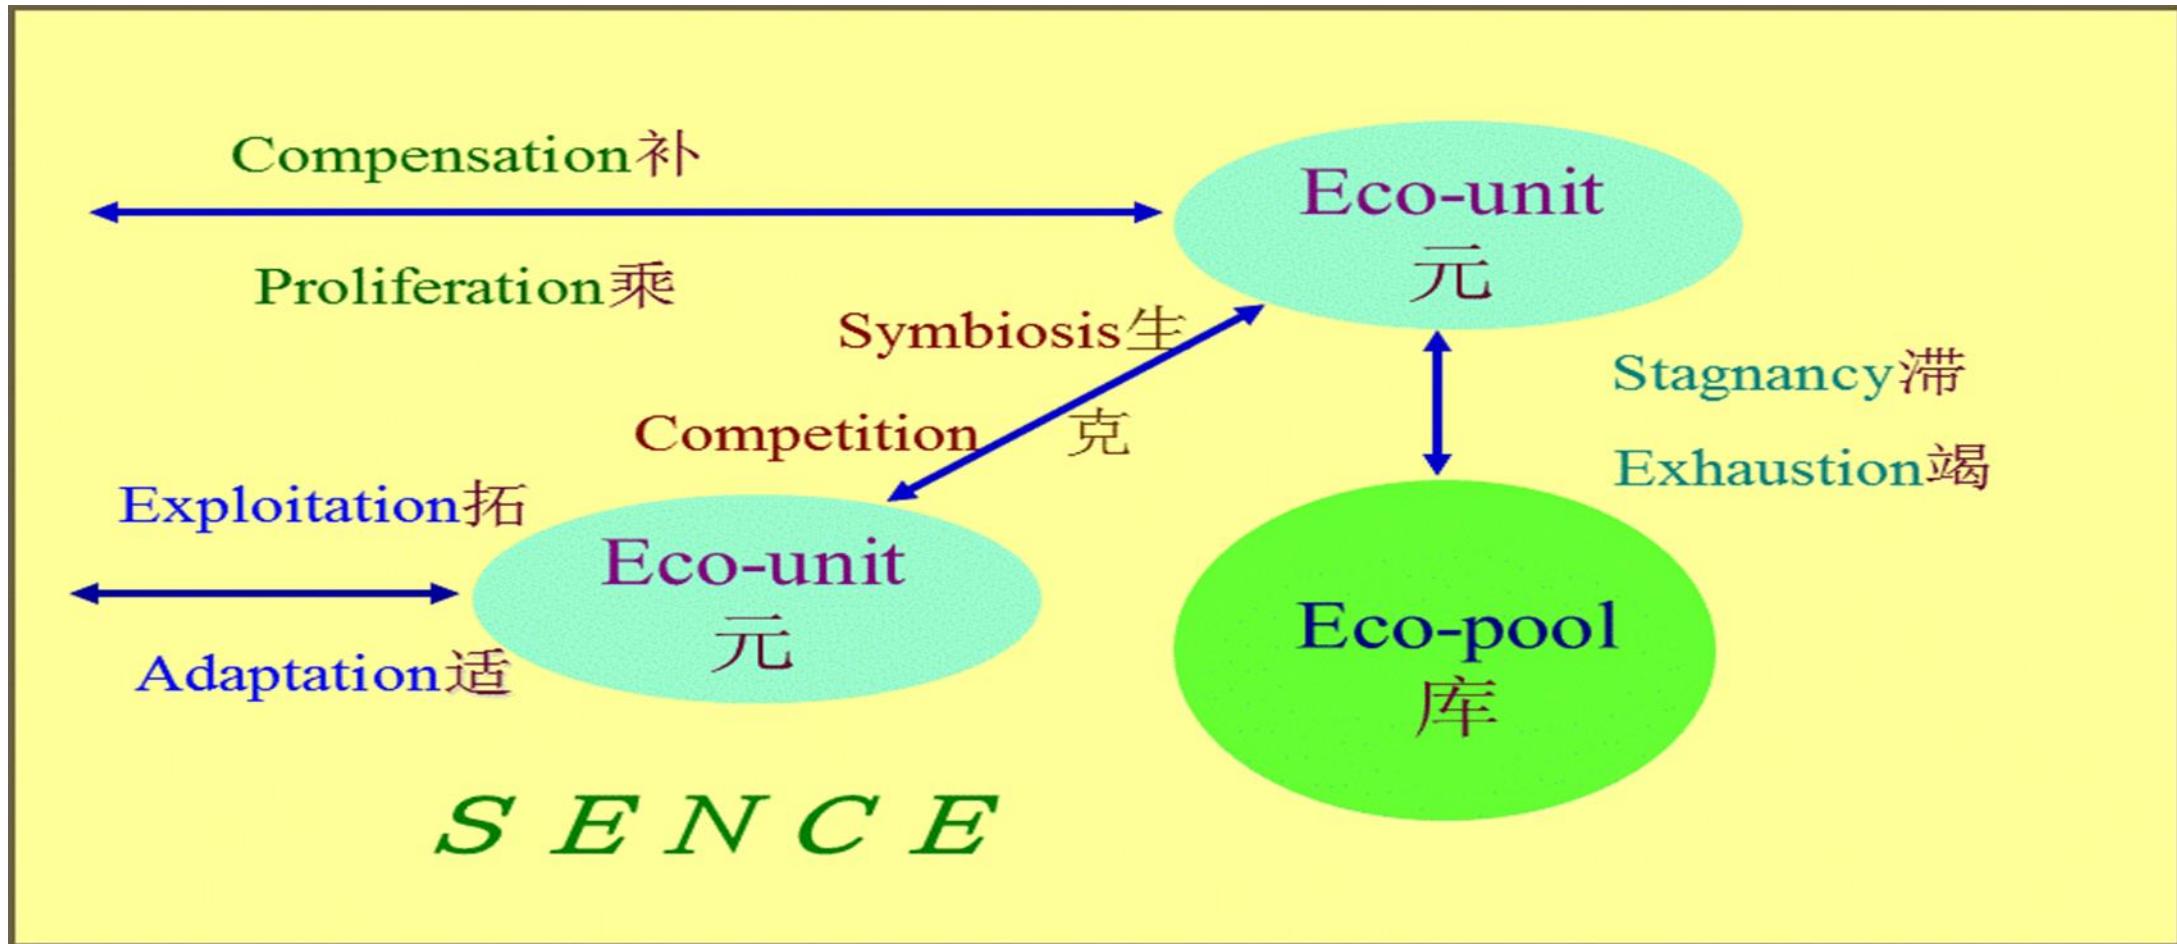 Compensation补
Proliferation乘
Eco-unit
元
Symbiosis生
Competition 克
Stagnancy滞
Exhaustion竭
Exploitation拓
Adaptation适
Eco-unit
元
Eco-pool
库
SENCE